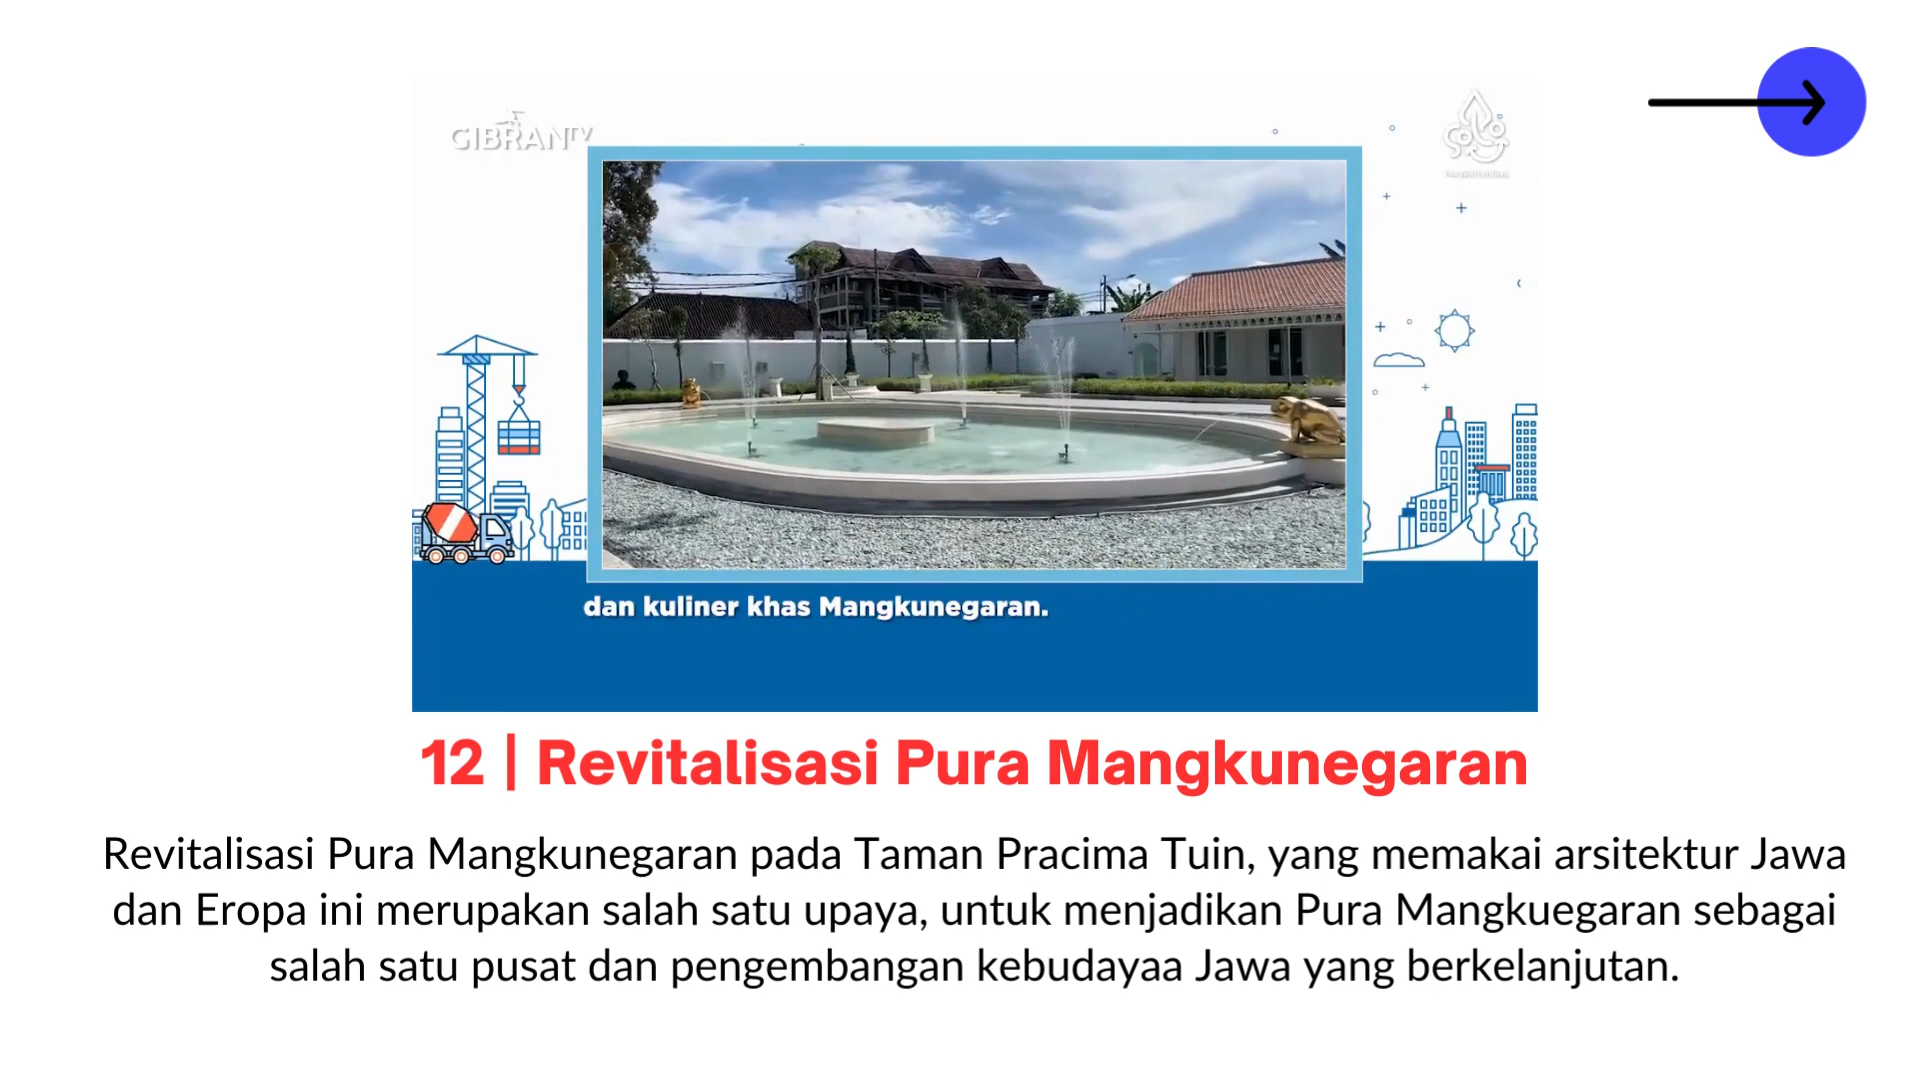 GIBRANTV
SOLO
dan kuliner khas Mangkunegaran.
12 | Revitalisasi Pura Mangkunegaran
Revitalisasi Pura Mangkunegaran pada Taman Pracima Tuin, yang memakai arsitektur Jawa
dan Eropa ini merupakan salah satu upaya, untuk menjadikan Pura Mangkuegaran sebagai
salah satu pusat dan pengembangan kebudayaa Jawa yang berkelanjutan.